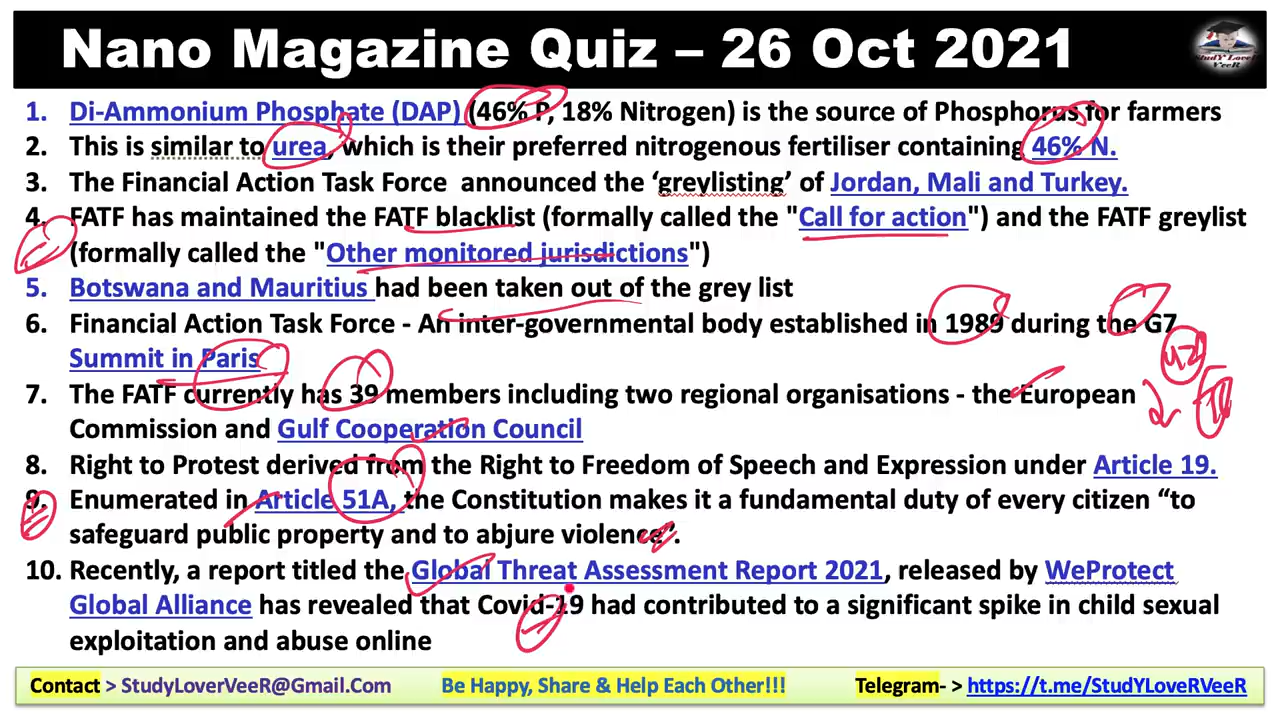 Nano Magazine Quiz – 26 Oct 2021
StudY LoveR
VeeR
1. Di-Ammonium Phosphate (DAP) (46% P, 18% Nitrogen) is the source of Phosphorus for farmers
2. This is similar to urea, which is their preferred nitrogenous fertiliser containing 46% N.
3. The Financial Action Task Force announced the ‘greylisting’ of Jordan, Mali and Turkey.
4. FATF has maintained the FATF blacklist (formally called the "Call for action") and the FATF greylist
(formally called the "Other monitored jurisdictions")
5. Botswana and Mauritius had been taken out of the grey list
6. Financial Action Task Force - An inter-governmental body established in 1989 during the G7
Summit in Paris
7. The FATF currently has 39 members including two regional organisations - the European
Commission and Gulf Cooperation Council
8. Right to Protest derived from the Right to Freedom of Speech and Expression under Article 19.
9. Enumerated in Article 51A, the Constitution makes it a fundamental duty of every citizen “to
safeguard public property and to abjure violence”.
10. Recently, a report titled the Global Threat Assessment Report 2021, released by WeProtect
Global Alliance has revealed that Covid-19 had contributed to a significant spike in child sexual
exploitation and abuse online
Contact > StudyLoverVeeR@Gmail.Com Be Happy, Share & Help Each Other!!! Telegram- > https://t.me/StudYLoveRVeeR